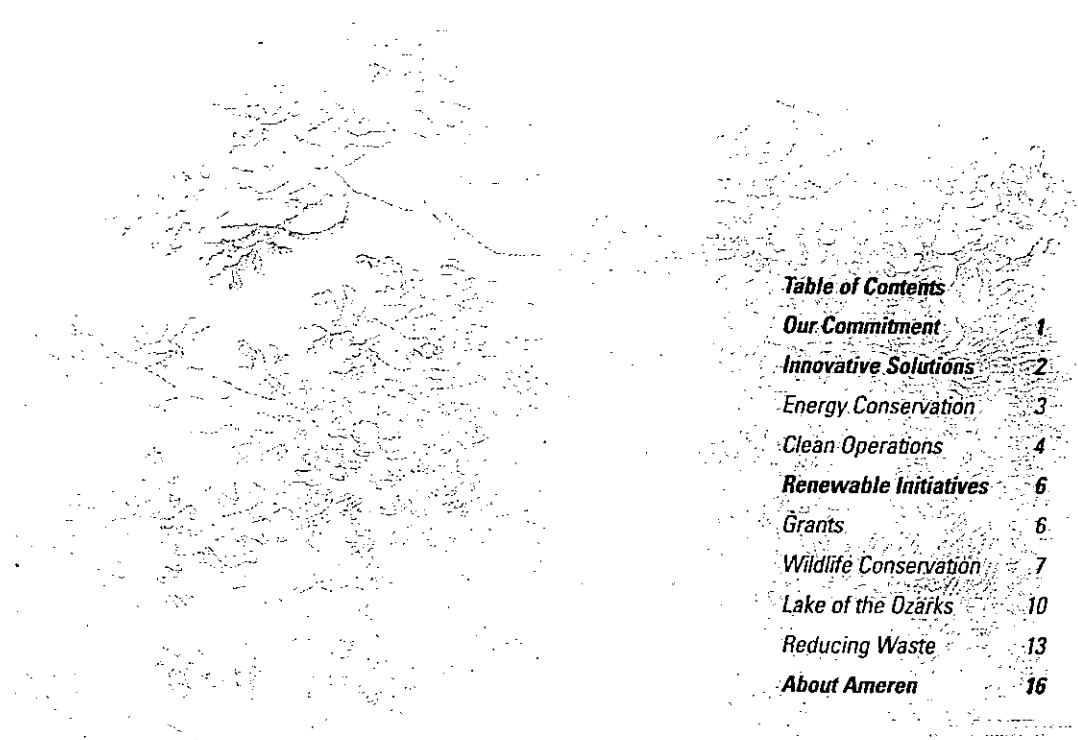 Table of Contents
Our Commitment 1
Innovative Solutions 2
Energy Conservation 3
Clean Operations 4
Renewable Initiatives 6
Grants 6
Wildlife Conservation 7
Lake of the Ozarks 10
Reducing Waste 13
About Ameren 16